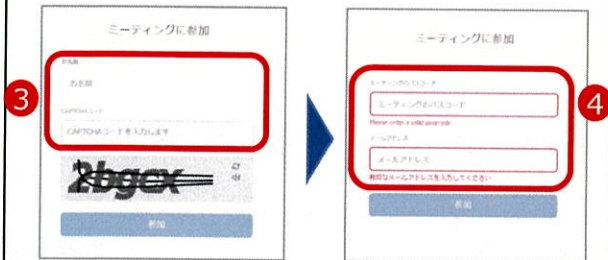 ミーティングに参加
お名前
お名前
CAPTCHAコード
CAPTCHAコードを入力します
2bgcx
参加
3
ミーティングに参加
ミーティングパスコード
ミーティングのパスコード
Please enter a valid passcode
メールアドレス
メールアドレス
有効なメールアドレスを入力してください
参加
4